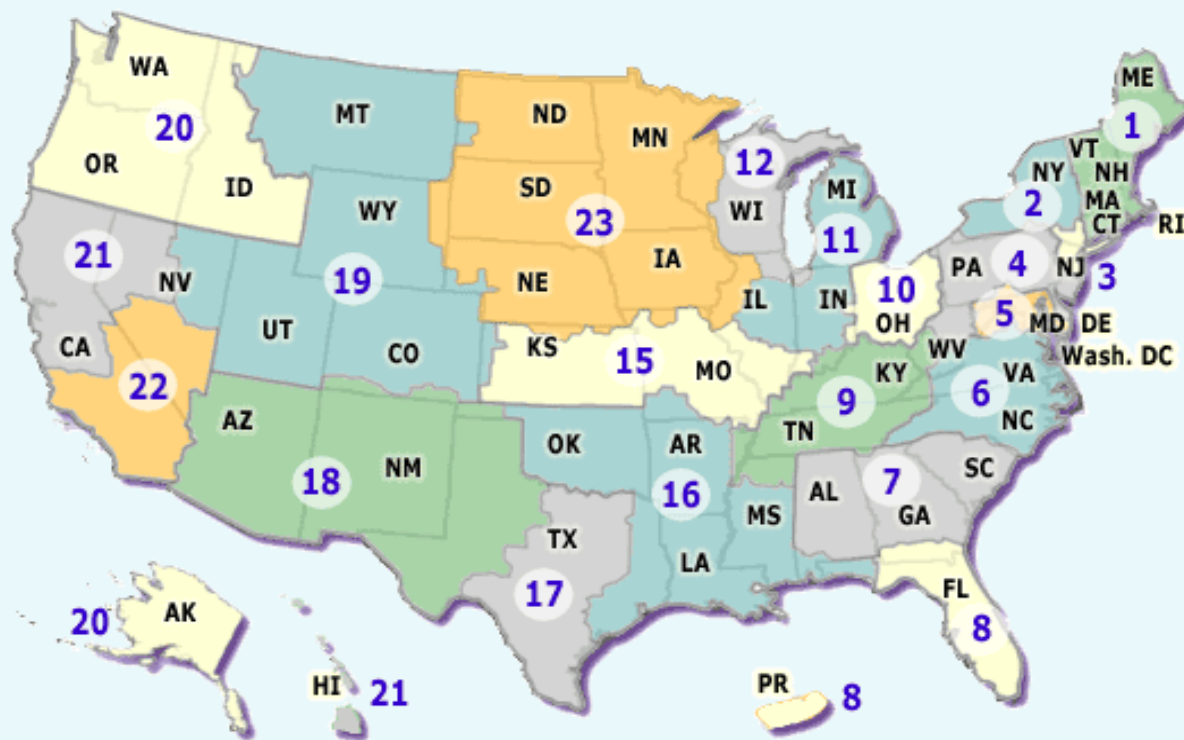 WA
20
OR
ID
MT
ND
MN
12
ME
1
VT
NY
NH
2
MA
CT
RI
WY
SD
23
WI
MI
11
21
NV
19
NE
IA
PA
4
NJ
3
IL
IN
10
OH
5
MD
DE
CA
UT
CO
KS
15
MO
WV
Wash. DC
22
KY
9
6
VA
NC
AZ
18
NM
OK
AR
16
TN
7
SC
AL
GA
MS
TX
17
LA
FL
8
20
AK
HI
21
PR
8